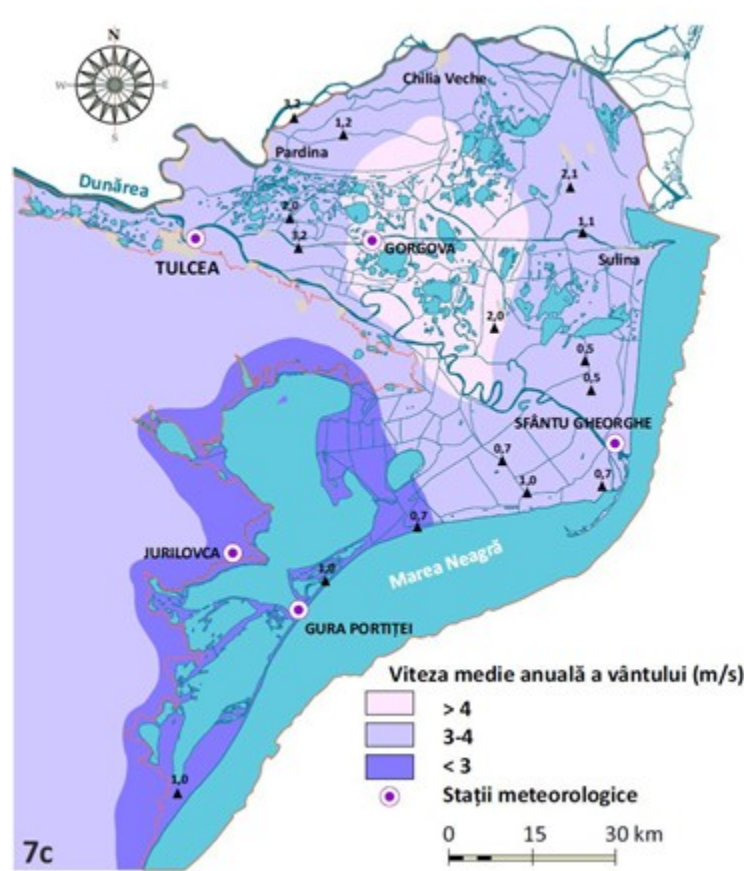 N
W
E
S
Chilia Veche
3,2
1,2
Pardina
Dunărea
2,1
2,0
1,1
3,2
GORGOVA
TULCEA
Sulina
2,0
0,5
0,5
SFÂNTU GHEORGHE
0,7
1,0
0,7
0,7
JURILOVCA
Marea Neagră
1,0
GURA PORTIȚEI
Viteza medie anuală a vântului (m/s)
> 4
3-4
< 3
Stații meteorologice
1,0
0 15 30 km
7c